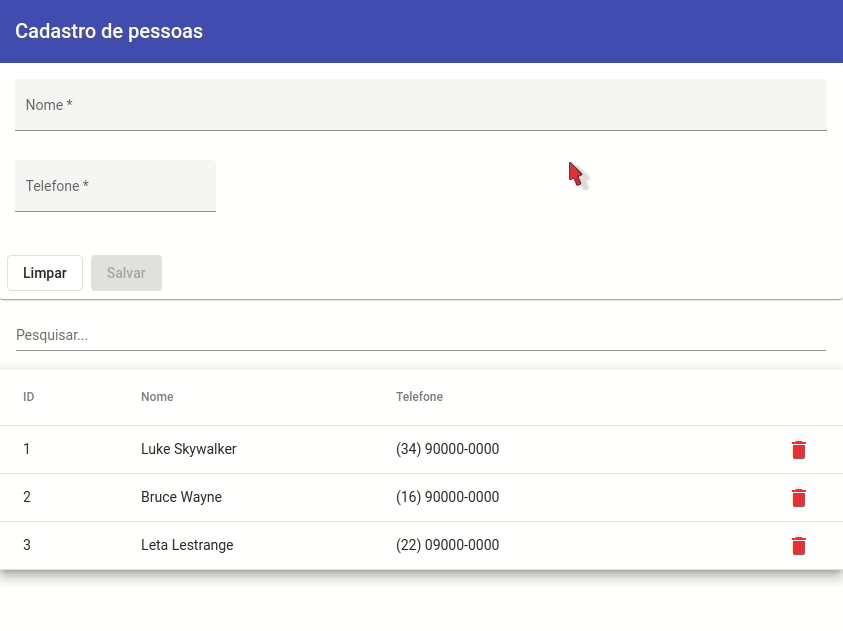 Cadastro de pessoas
Nome *
Telefone *
Limpar Salvar
Pesquisar...
ID Nome Telefone
1 Luke Skywalker (34) 90000-0000
2 Bruce Wayne (16) 90000-0000
3 Leta Lestrange (22) 09000-0000